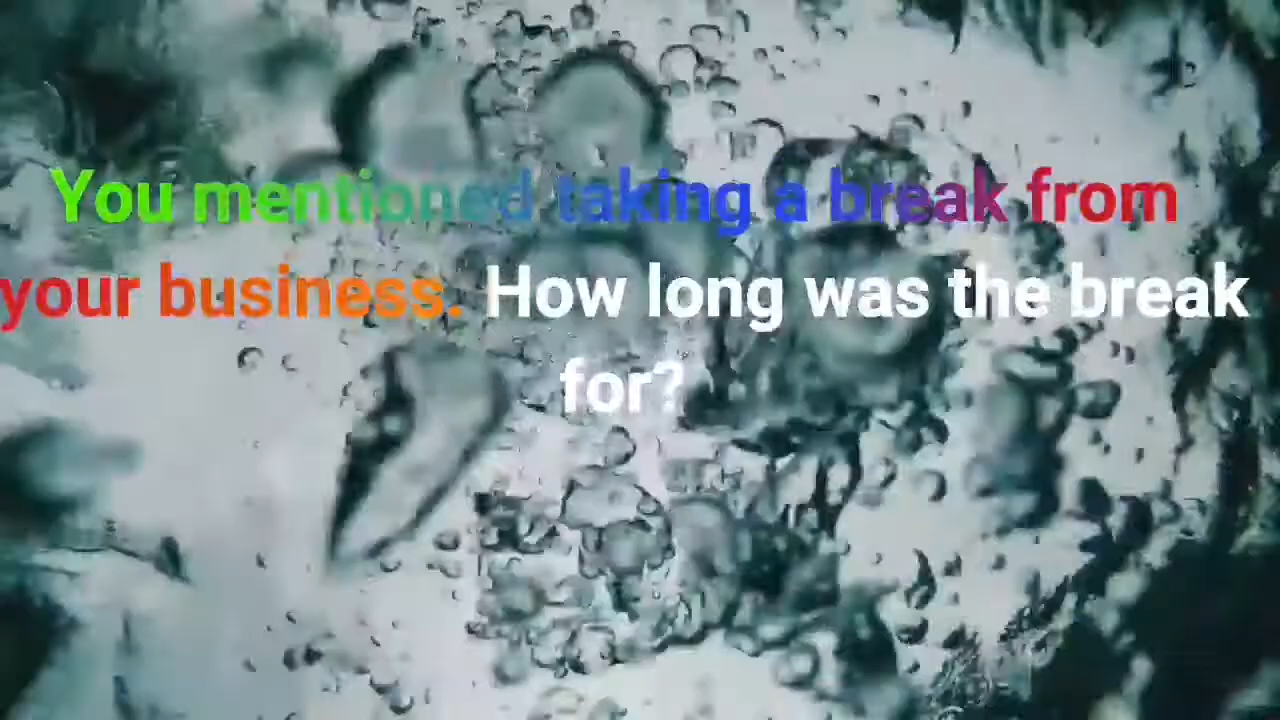 You mentioned taking a break from
your business. How long was the break
for?